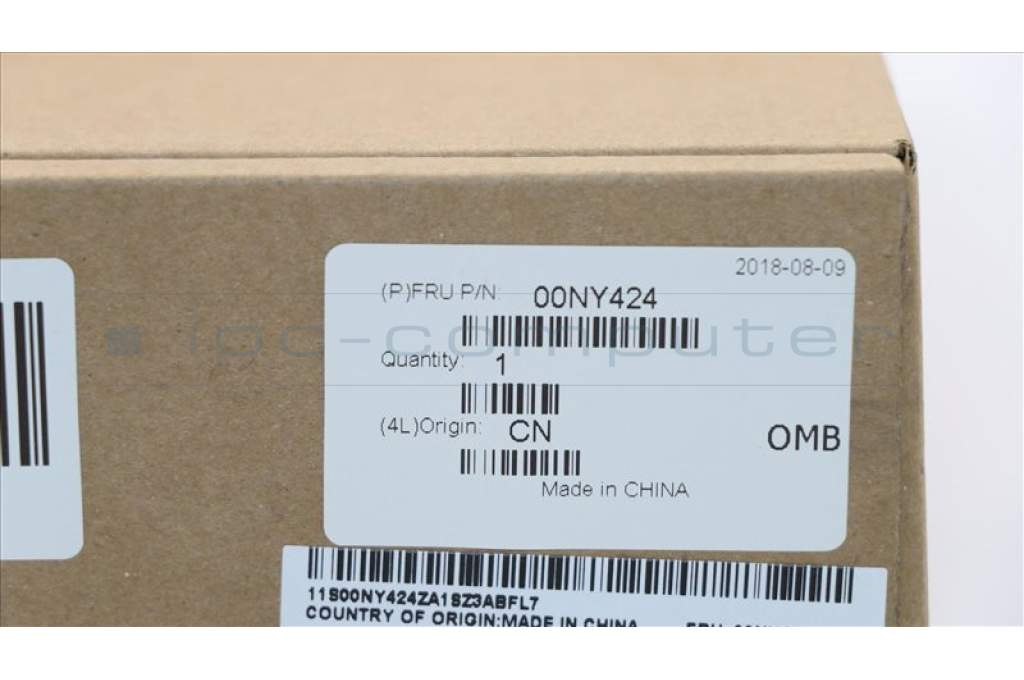 2018-08-09
(P)FRU P/N: 00NY424
ipc-computer
Quantity: 1
(4L)Origin: CN
OMB
Made in CHINA
11S00NY424ZA1SZ3ABFL7
COUNTRY OF ORIGIN:MADE IN CHINA